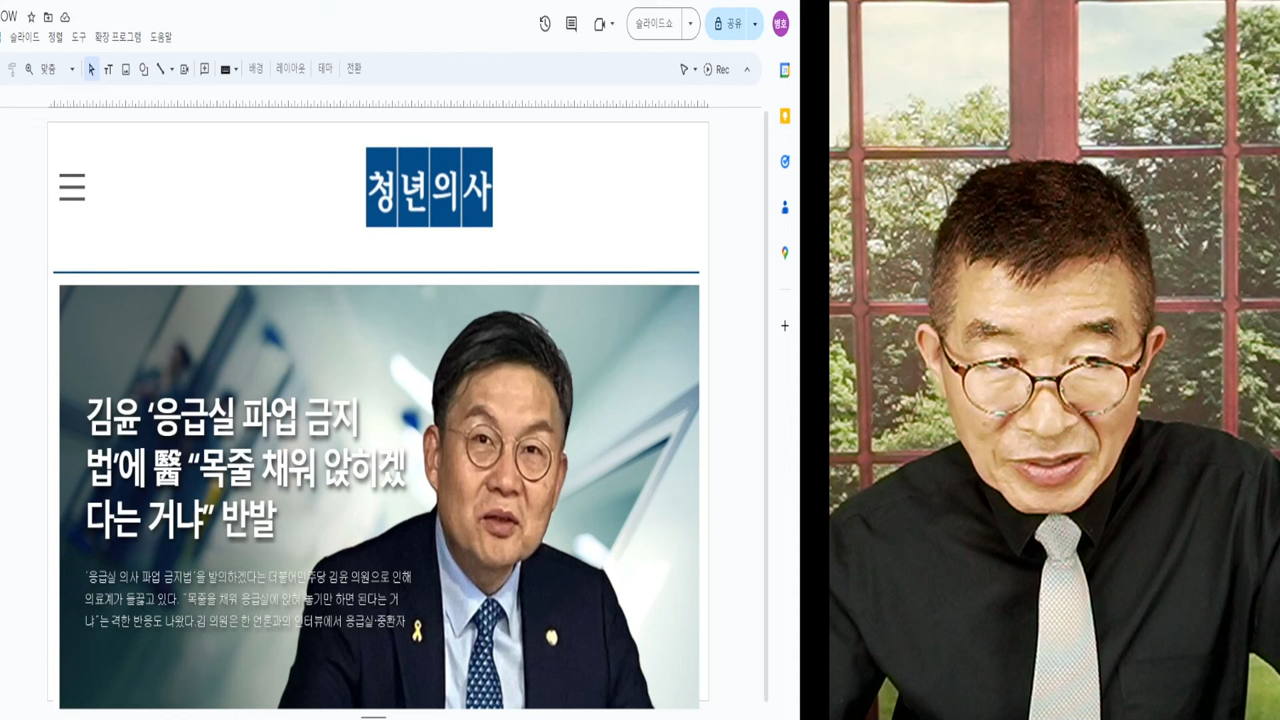 OW
슬라이드 정렬 도구 확장 프로그램 도움말
슬라이드쇼
공유
범호
맞춤
배경 레이아웃 테마 전환
Rec
청년의사
김윤 ‘응급실 파업 금지
법’에 醫 “목줄 채워 앉히겠
다는 거냐” 반발
‘응급실 의사 파업 금지법’을 발의하겠다는 더불어민주당 김윤 의원으로 인해
의료계가 들끓고 있다. “목줄을 채워 응급실에 앉혀 놓기만 하면 된다는 거
냐”는 격한 반응도 나왔다 김 의원은 한 언론과의 인터뷰에서 응급실·중환자